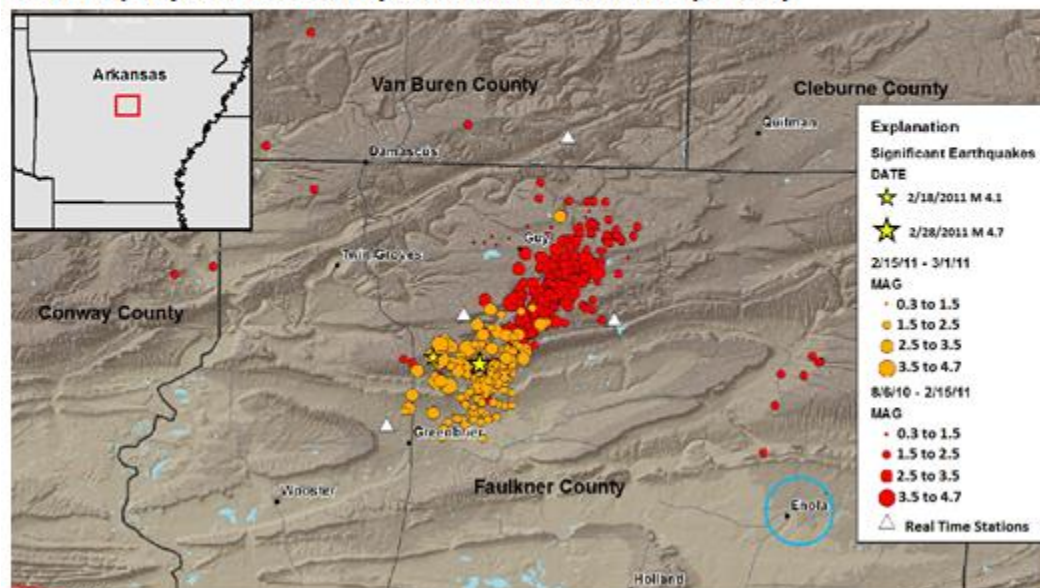 Arkansas
Van Buren County
Cleburne County
Quitman
Damascus
Guy
Twin Groves
Conway County
Greenbrier
Wooster
Faulkner County
Enola
Holland
Explanation
Significant Earthquakes
DATE
2/18/2011 M 4.1
2/28/2011 M 4.7
2/15/11 - 3/1/11
MAG
0.3 to 1.5
1.5 to 2.5
2.5 to 3.5
3.5 to 4.7
8/6/10 - 2/15/11
MAG
0.3 to 1.5
1.5 to 2.5
2.5 to 3.5
3.5 to 4.7
Real Time Stations